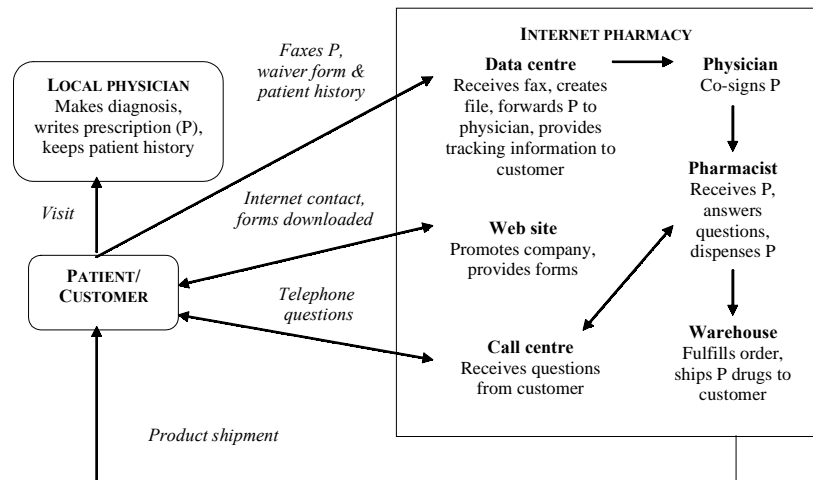 LOCAL PHYSICIAN
Makes diagnosis,
writes prescription (P),
keeps patient history
Visit
PATIENT/
CUSTOMER
Faxes P,
waiver form &
patient history
Internet contact,
forms downloaded
Telephone
questions
Product shipment
INTERNET PHARMACY
Data centre
Receives fax, creates
file, forwards P to
physician, provides
tracking information to
customer
Web site
Promotes company,
provides forms
Call centre
Receives questions
from customer
Physician
Co-signs P
Pharmacist
Receives P,
answers
questions,
dispenses P
Warehouse
Fulfills order,
ships P drugs to
customer